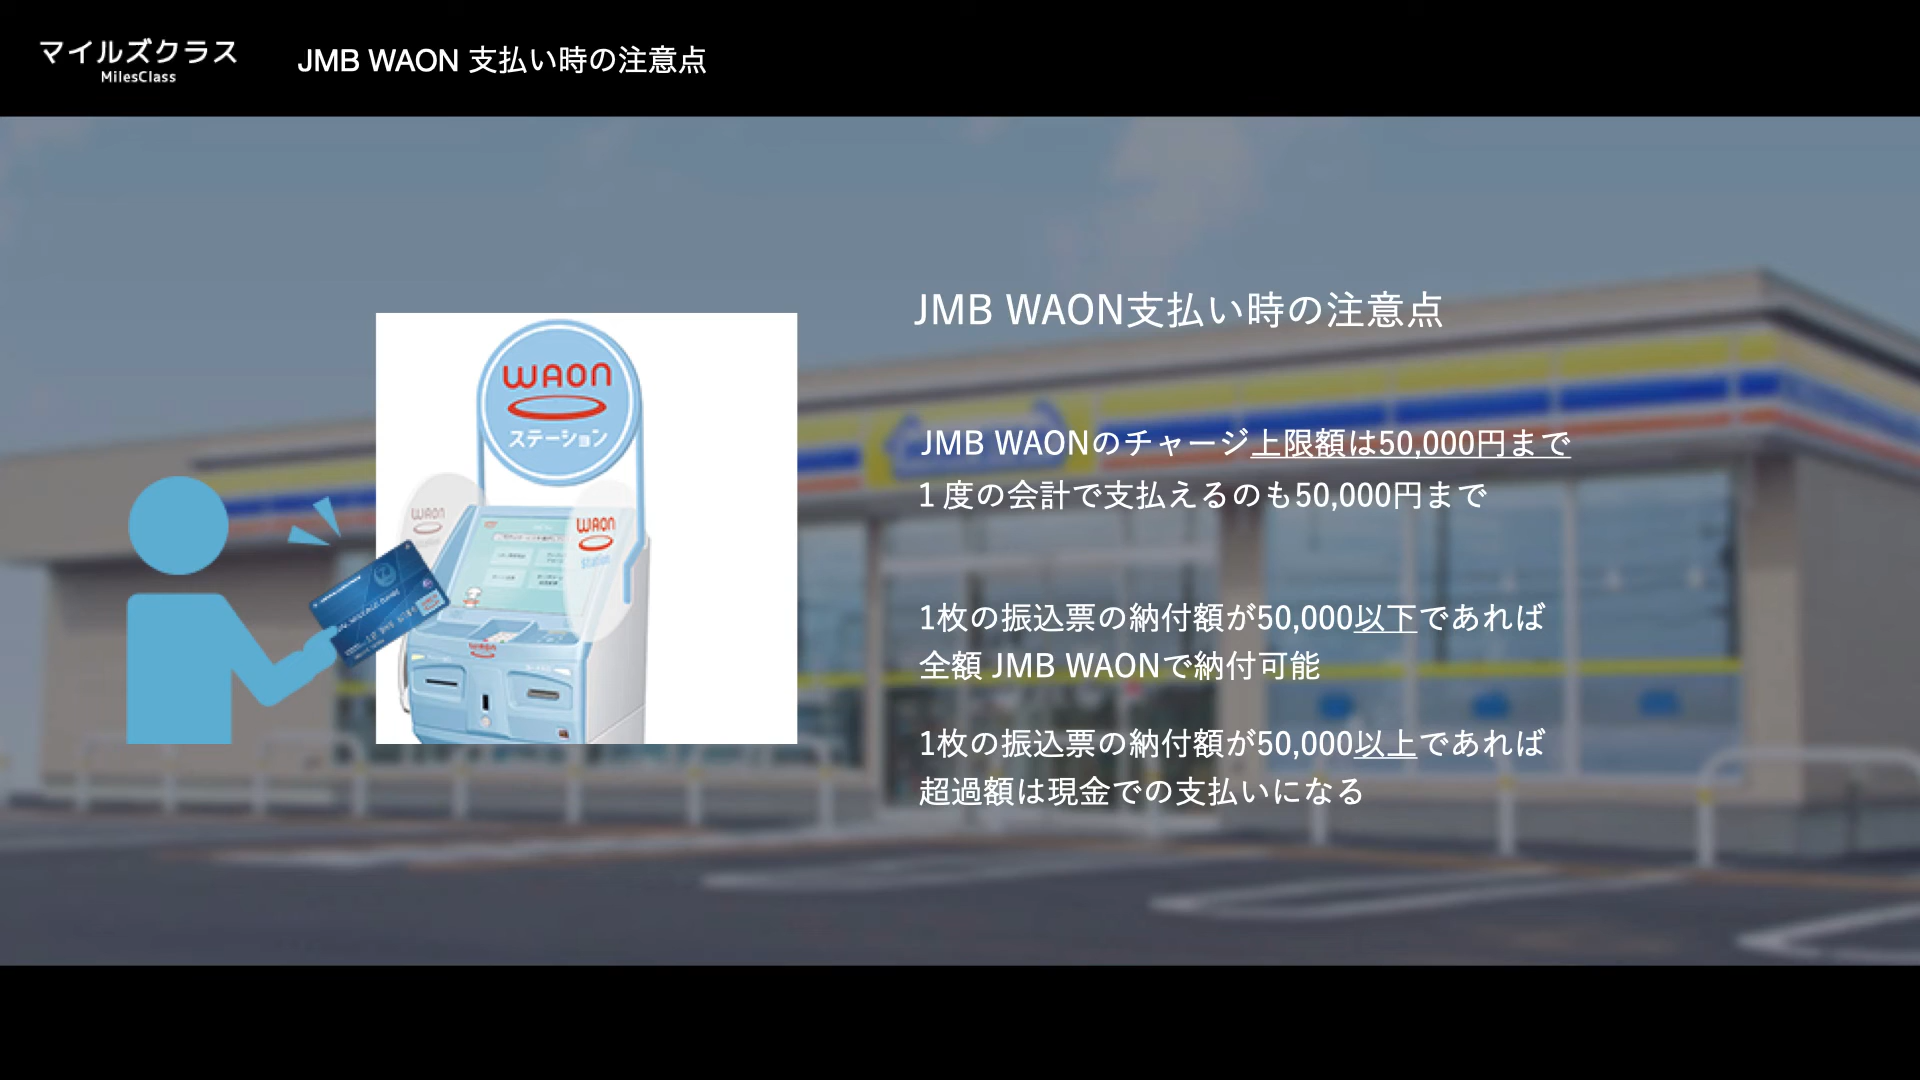 マイルズクラス
MilesClass
JMB WAON 支払い時の注意点
JMB WAON支払い時の注意点
JMB WAONのチャージ上限額は50,000円まで
1度の会計で支払えるのも50,000円まで
1枚の振込票の納付額が50,000以下であれば
全額 JMB WAONで納付可能
1枚の振込票の納付額が50,000以上であれば
超過額は現金での支払いになる
WAON
ステーション
WAON
WAON
station
WAON